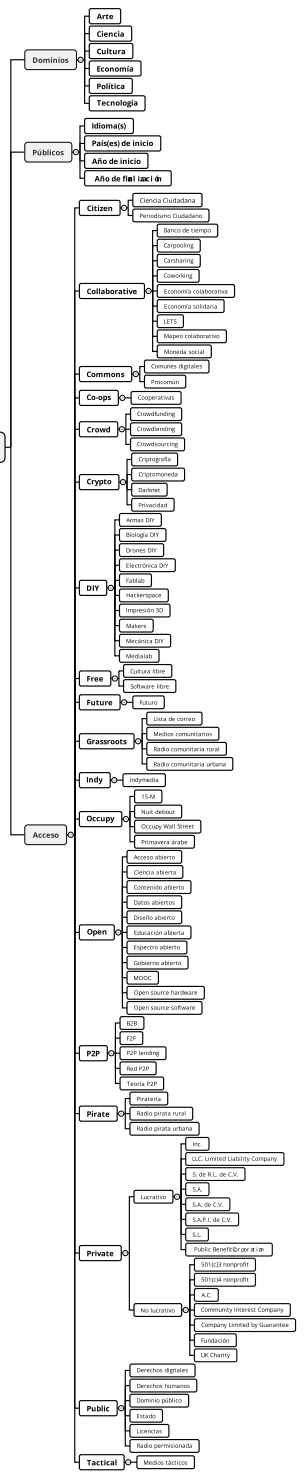 Dominios
Arte
Ciencia
Cultura
Economía
Política
Tecnología
Públicos
Idioma(s)
País(es) de inicio
Año de inicio
Año de finalización
Acceso
Citizen
Ciencia Ciudadana
Periodismo Ciudadano
Collaborative
Banco de tiempo
Carpooling
Carsharing
Coworking
Economía colaborativa
Economía solidaria
LETS
Mapeo colaborativo
Moneda social
Commons
Comunes digitales
Procomún
Co-ops
Cooperativas
Crowd
Crowdfunding
Crowdlending
Crowdsourcing
Crypto
Criptografía
Criptomoneda
Darknet
Privacidad
DIY
Armas DIY
Biología DIY
Drones DIY
Electrónica DIY
Fablab
Hackerspace
Impresión 3D
Makers
Mecánica DIY
Medialab
Free
Cultura libre
Software libre
Future
Futuro
Grassroots
Lista de correo
Medios comunitarios
Radio comunitaria rural
Radio comunitaria urbana
Indy
Indymedia
Occupy
15-M
Nuit debout
Occupy Wall Street
Primavera árabe
Open
Acceso abierto
Ciencia abierta
Contenido abierto
Datos abiertos
Diseño abierto
Educación abierta
Espectro abierto
Gobierno abierto
MOOC
Open source hardware
Open source software
P2P
B2B
F2F
P2P lending
Red P2P
Teoría P2P
Pirate
Piratería
Radio pirata rural
Radio pirata urbana
Private
Lucrativo
Inc.
LLC. Limited Liability Company
S. de R.L. de C.V.
S.A.
S.A. de C.V.
S.A.P.I. de C.V.
S.L.
Public Benefit Corporation
No lucrativo
501(c)3 nonprofit
501(c)4 nonprofit
A.C.
Community Interest Company
Company Limited by Guarantee
Fundación
UK Charity
Public
Derechos digitales
Derechos humanos
Dominio público
Estado
Licencias
Radio permisionada
Tactical
Medios tácticos